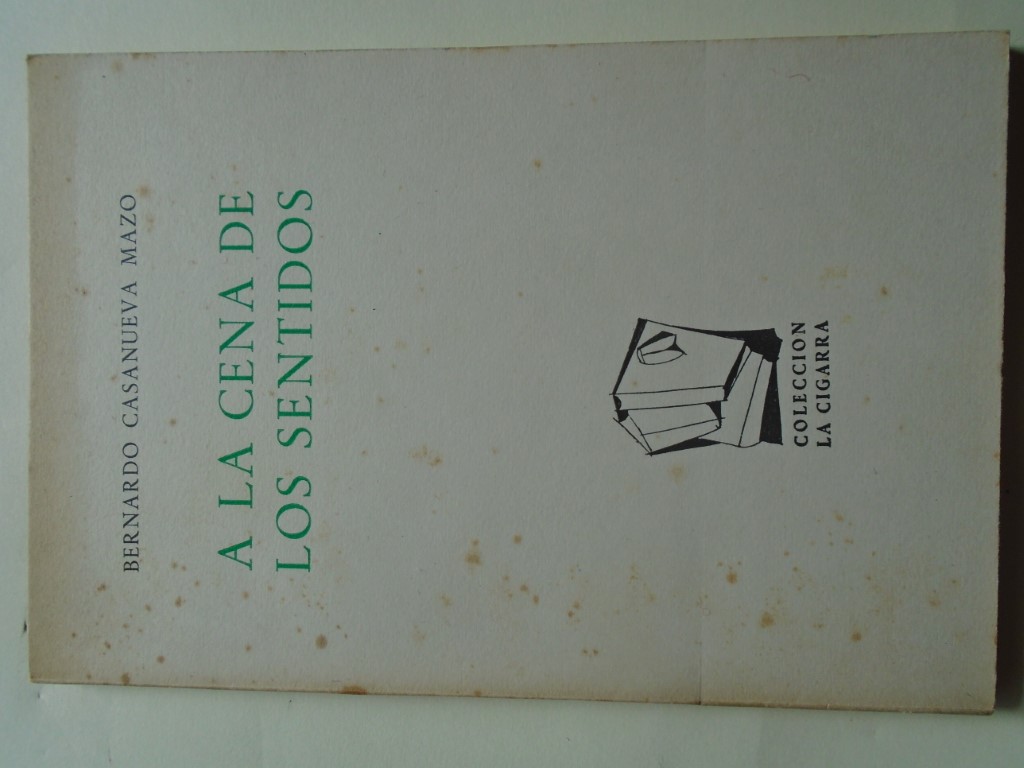 BERNARDO CASANUEVA MAZO
A LA CENA DE
LOS SENTIDOS
COLECCION
LA CIGARRA